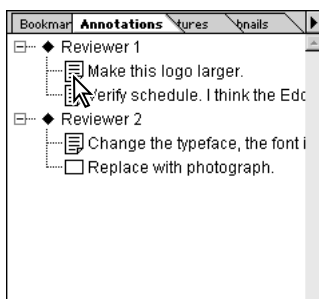 Bookmar Annotations tures bnails
Reviewer 1
Make this logo larger.
Verify schedule. I think the Edc
Reviewer 2
Change the typeface, the font i
Replace with photograph.